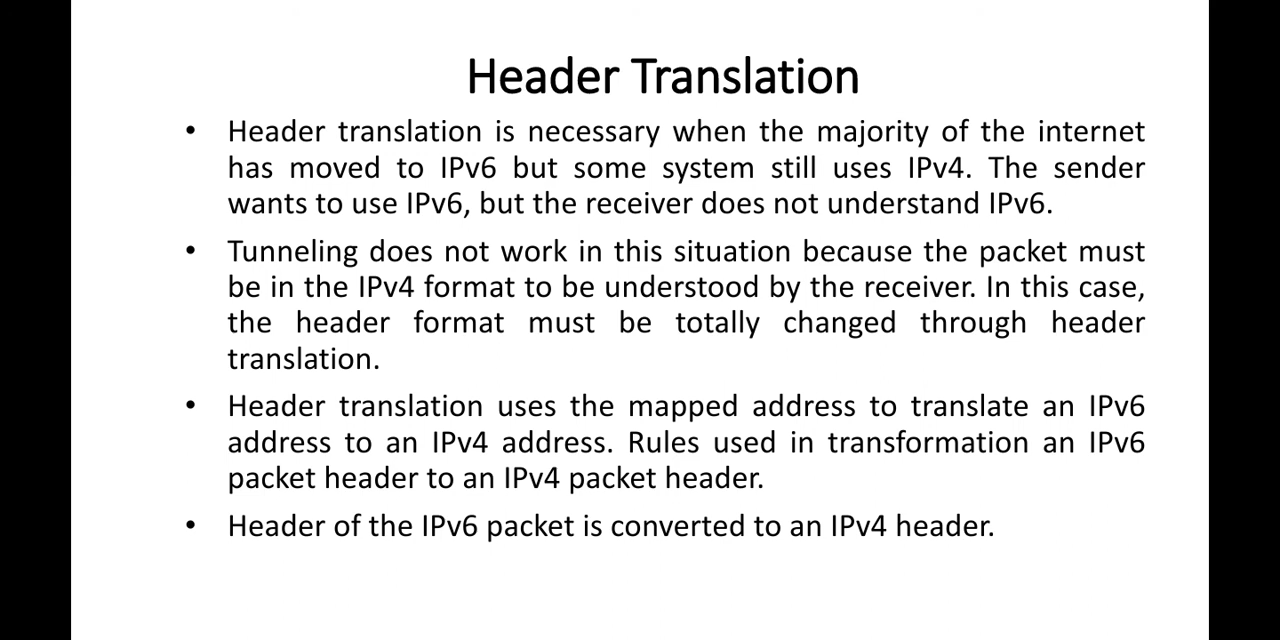 Header Translation
• Header translation is necessary when the majority of the internet
has moved to IPv6 but some system still uses IPv4. The sender
wants to use IPv6, but the receiver does not understand IPv6.
• Tunneling does not work in this situation because the packet must
be in the IPv4 format to be understood by the receiver. In this case,
the header format must be totally changed through header
translation.
• Header translation uses the mapped address to translate an IPv6
address to an IPv4 address. Rules used in transformation an IPv6
packet header to an IPv4 packet header.
• Header of the IPv6 packet is converted to an IPv4 header.